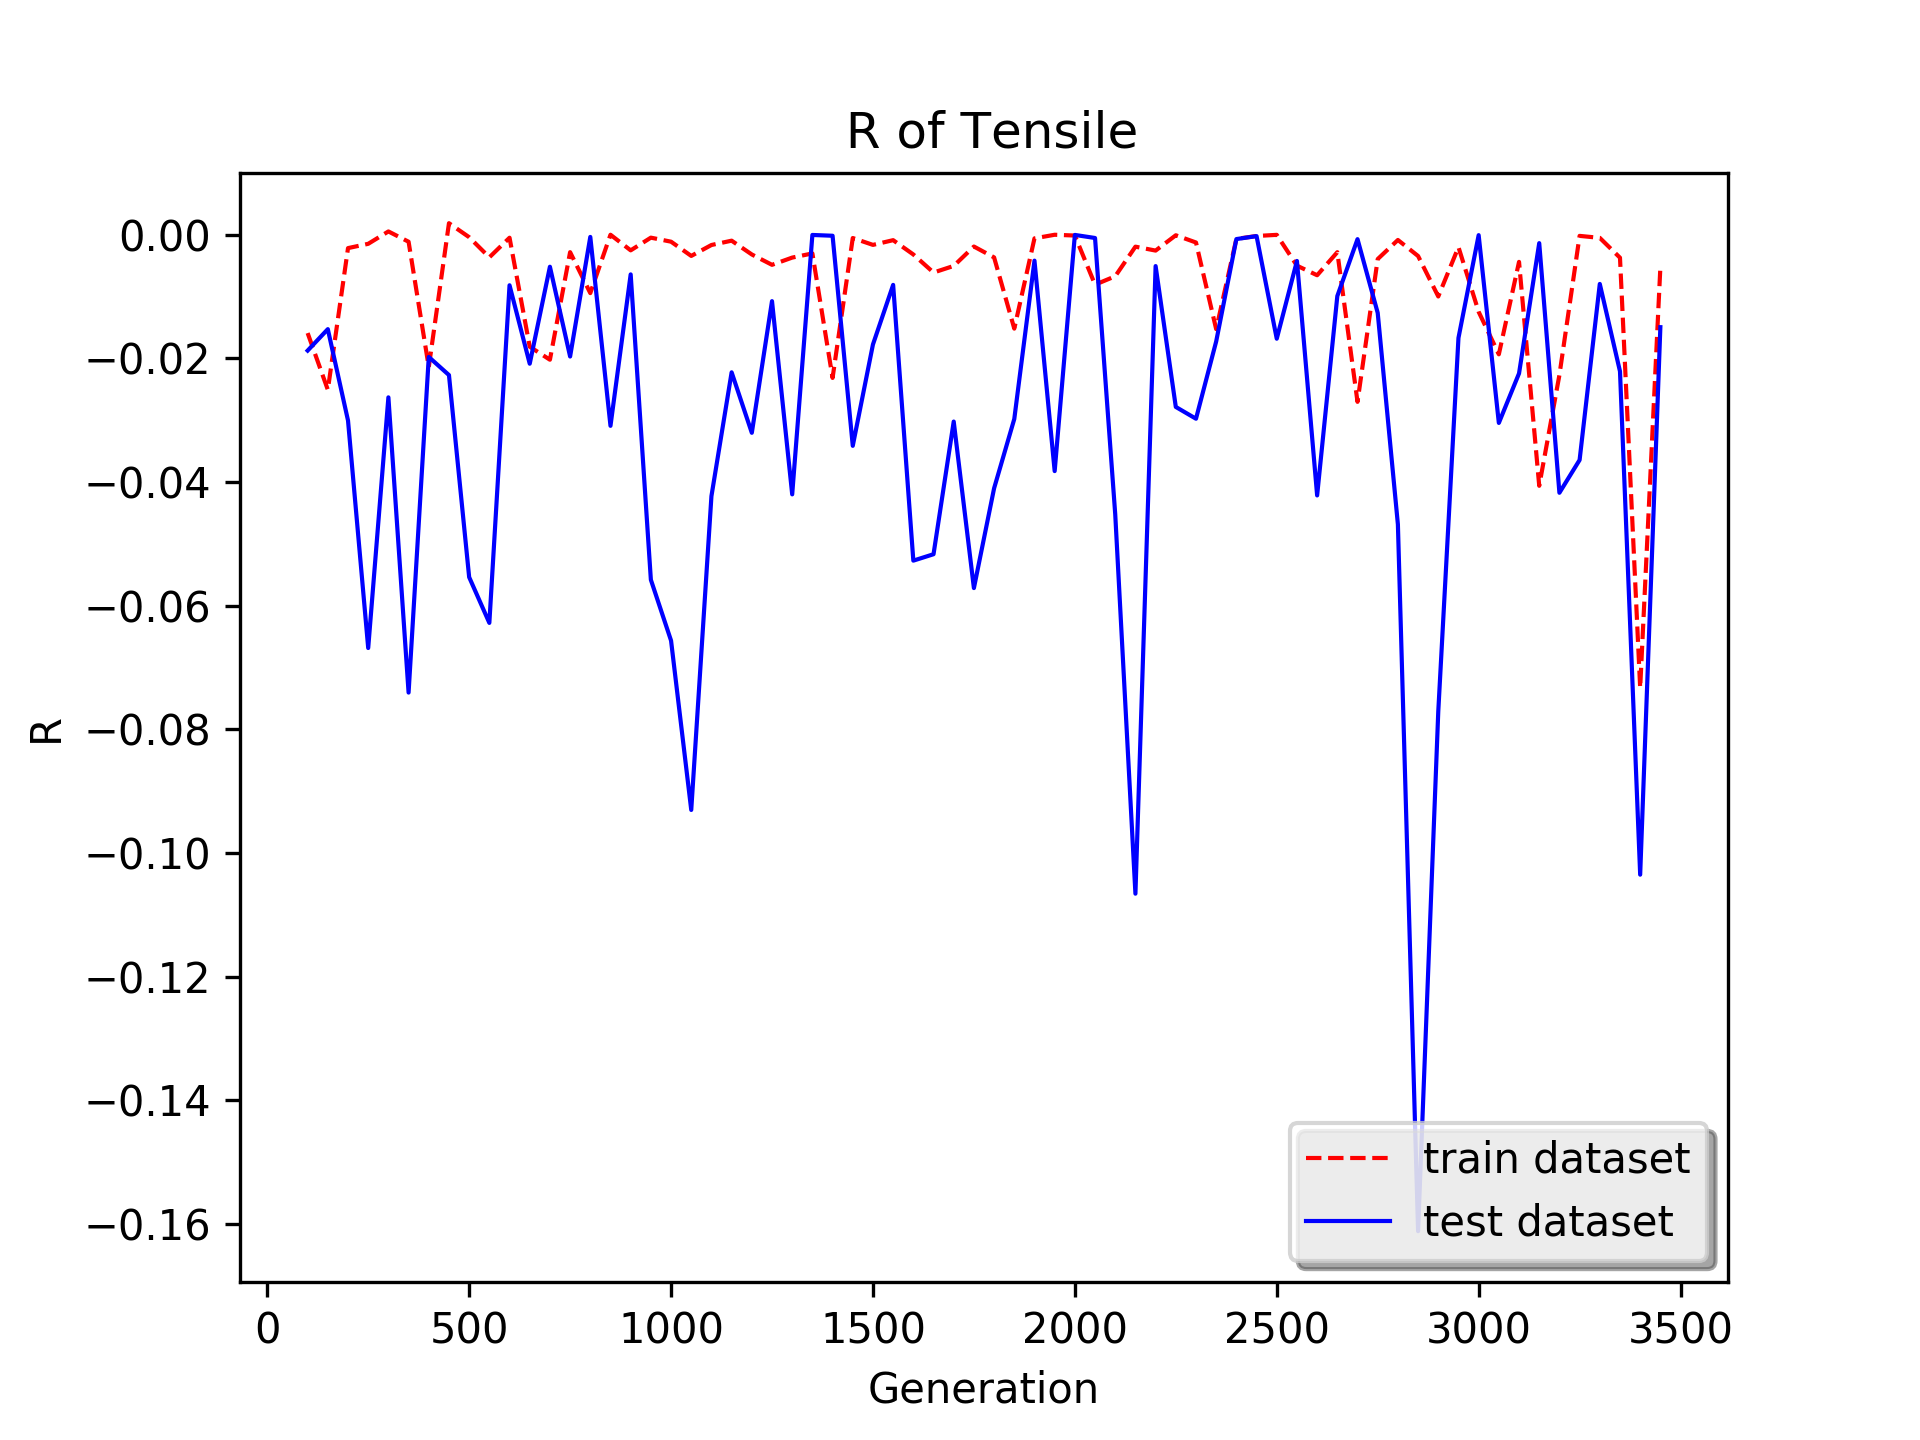 R of Tensile
R
0.00
−0.02
−0.04
−0.06
−0.08
−0.10
−0.12
−0.14
−0.16
train dataset
test dataset
0 500 1000 1500 2000 2500 3000 3500
Generation